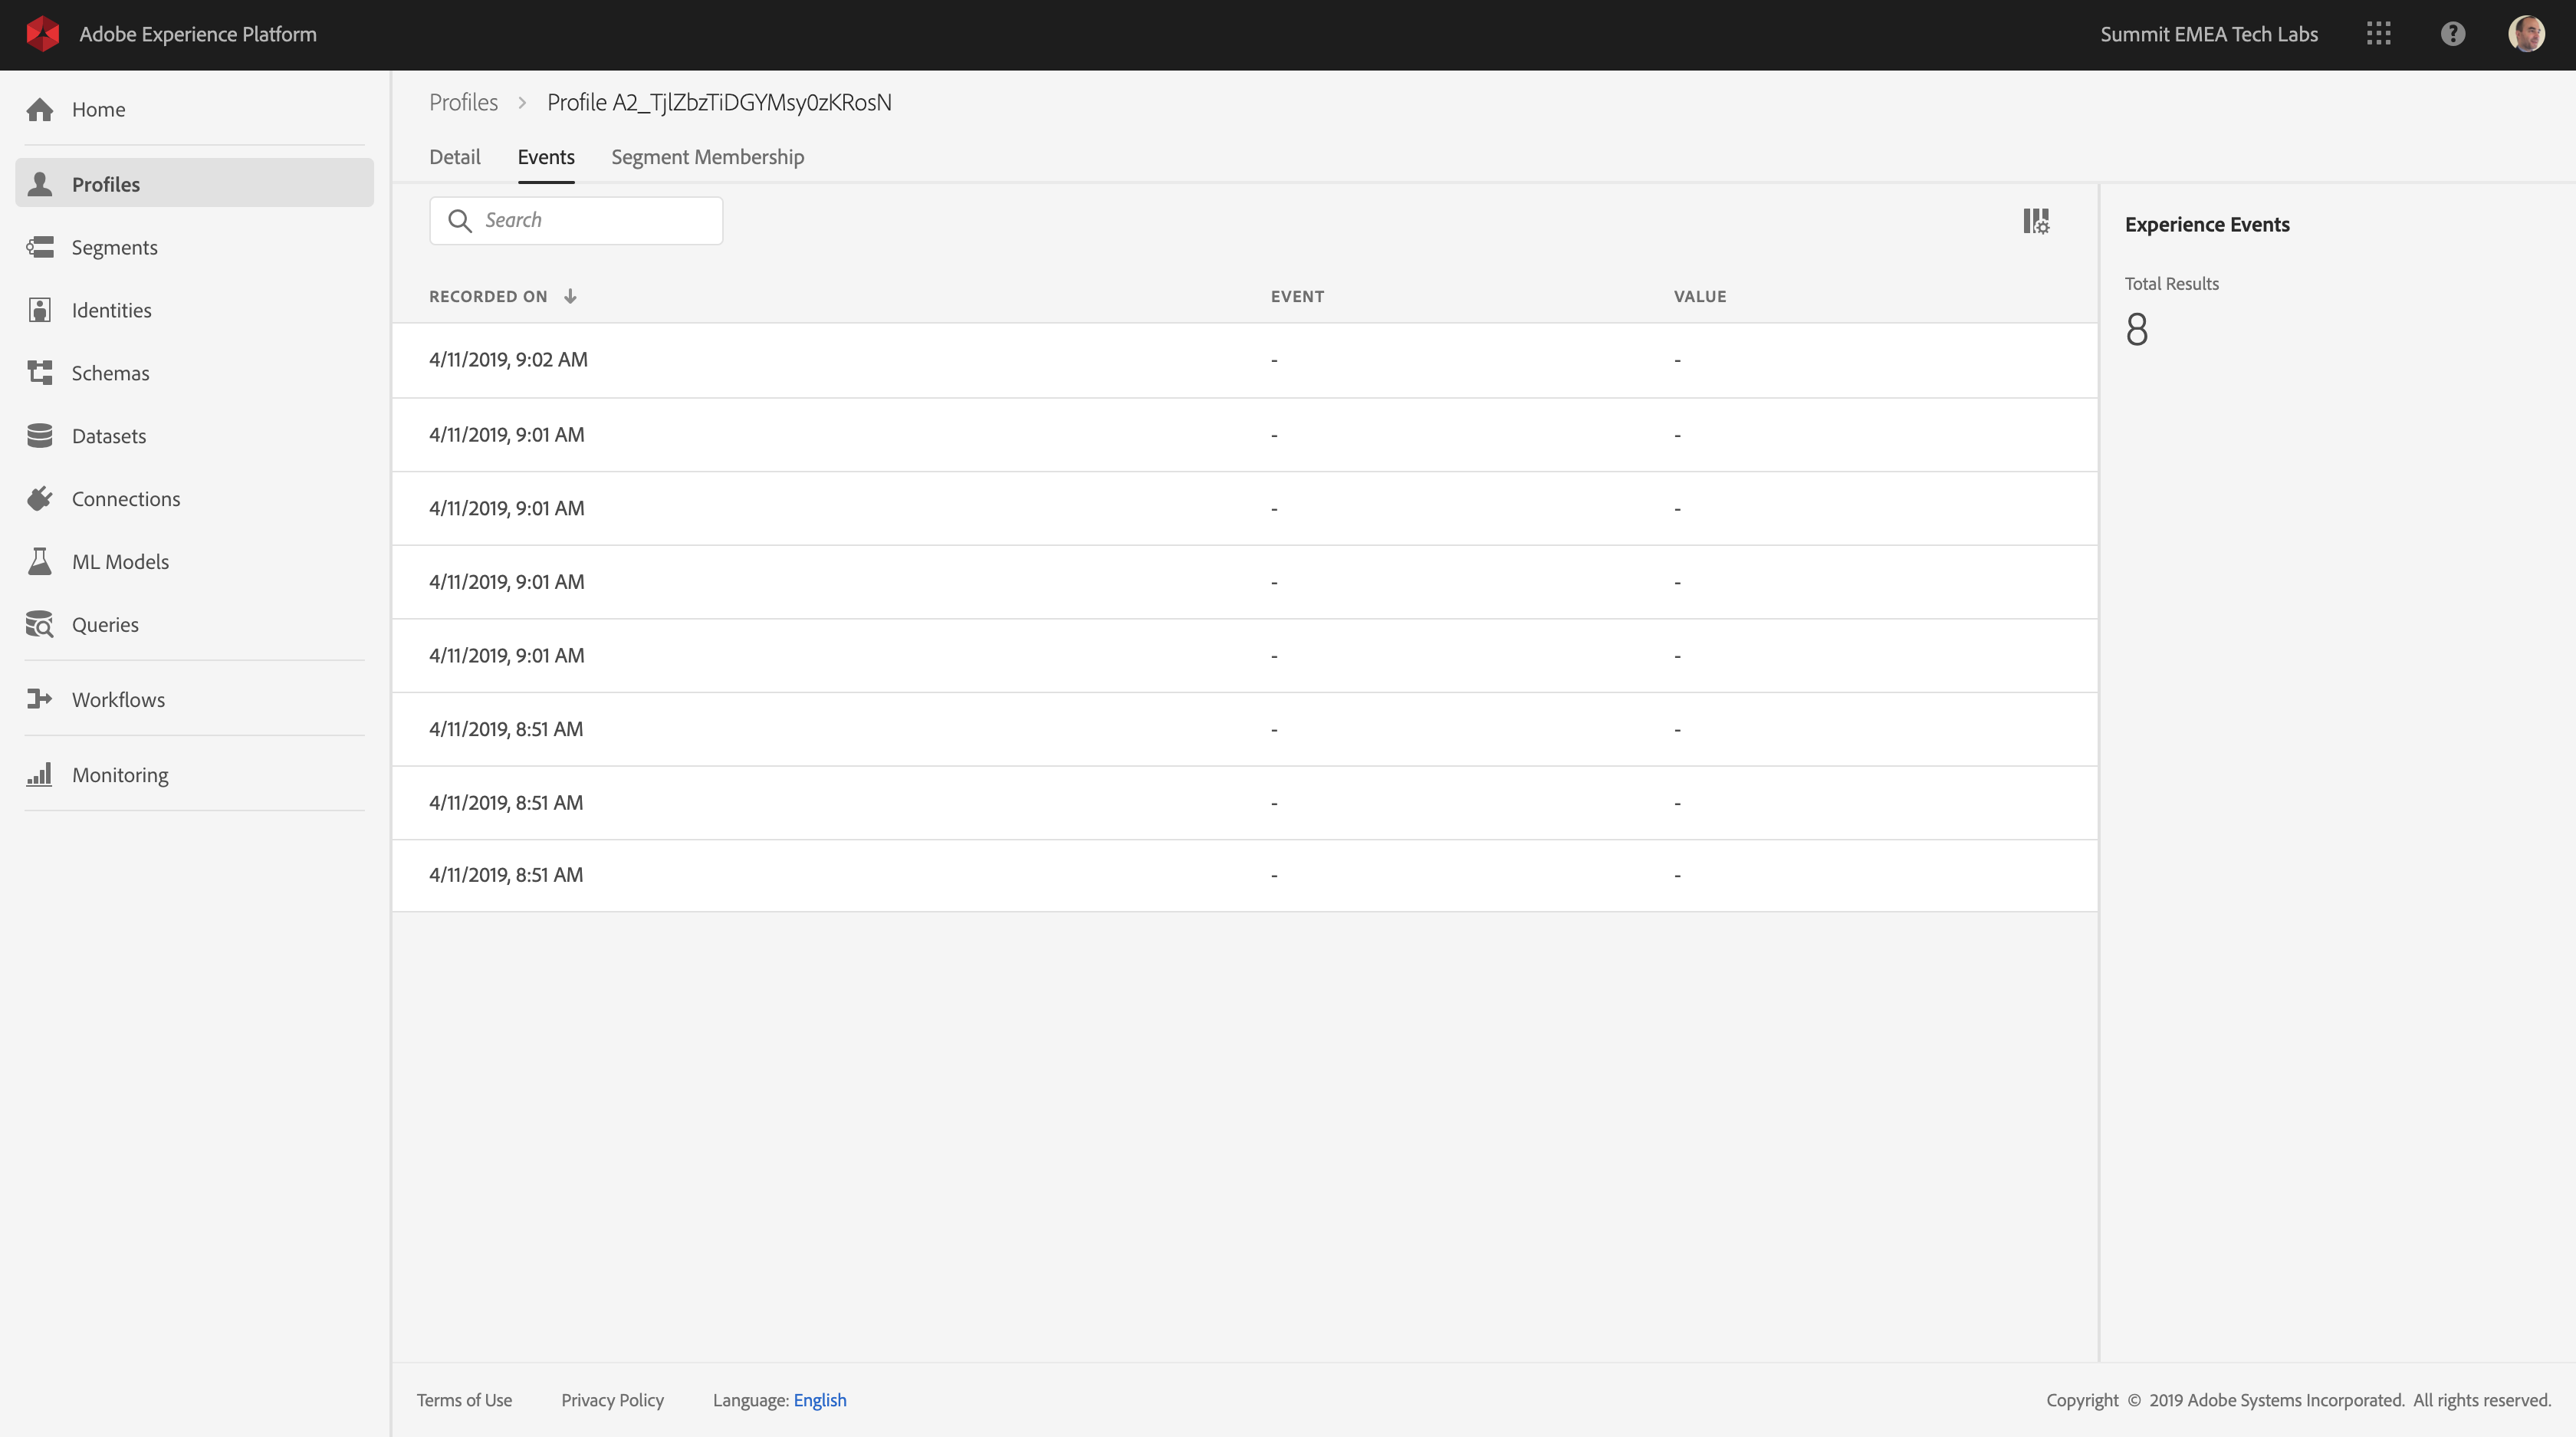 Adobe Experience Platform
Summit EMEA Tech Labs
Home
Profiles
Segments
Identities
Schemas
Datasets
Connections
ML Models
Queries
Workflows
Monitoring
Profiles > Profile A2_TjlZbzTiDGYMsy0zKRosN
Detail Events Segment Membership
Search
RECORDED ON EVENT VALUE
4/11/2019, 9:02 AM - -
4/11/2019, 9:01 AM - -
4/11/2019, 9:01 AM - -
4/11/2019, 9:01 AM - -
4/11/2019, 9:01 AM - -
4/11/2019, 8:51 AM - -
4/11/2019, 8:51 AM - -
4/11/2019, 8:51 AM - -
Experience Events
Total Results
8
Terms of Use Privacy Policy Language: English
Copyright © 2019 Adobe Systems Incorporated. All rights reserved.